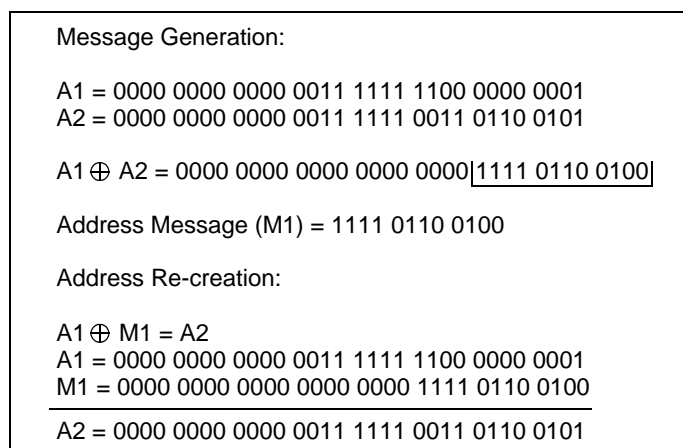 Message Generation:
A1 = 0000 0000 0000 0011 1111 1100 0000 0001
A2 = 0000 0000 0000 0011 1111 0011 0110 0101
A1 ⊕ A2 = 0000 0000 0000 0000 0000 1111 0110 0100
Address Message (M1) = 1111 0110 0100
Address Re-creation:
A1 ⊕ M1 = A2
A1 = 0000 0000 0000 0011 1111 1100 0000 0001
M1 = 0000 0000 0000 0000 0000 1111 0110 0100
A2 = 0000 0000 0000 0011 1111 0011 0110 0101